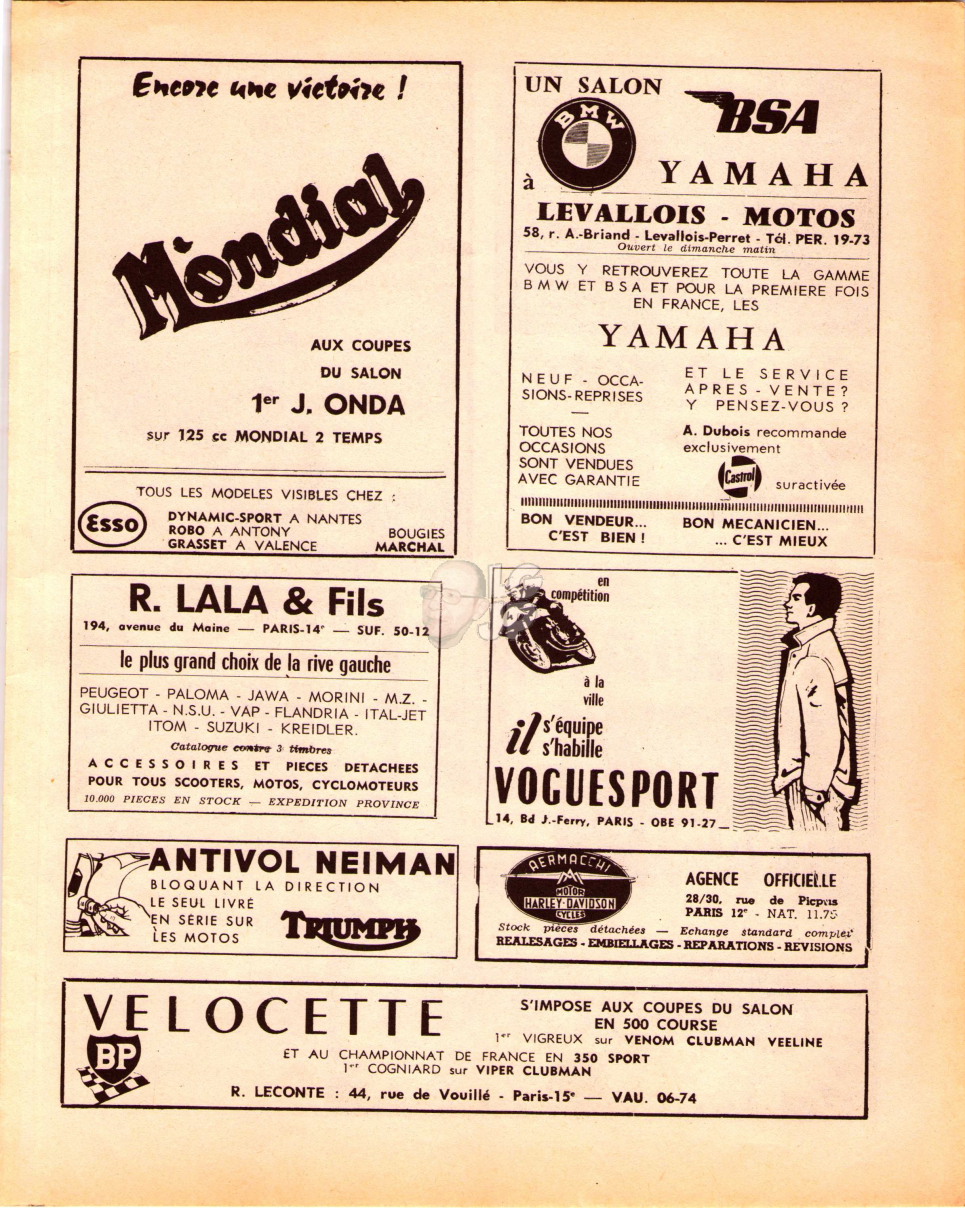 Encore une victoire !
Mondial
AUX COUPES
DU SALON
1er J. ONDA
sur 125 cc MONDIAL 2 TEMPS
TOUS LES MODELES VISIBLES CHEZ :
Esso
DYNAMIC-SPORT A NANTES
ROBO A ANTONY
GRASSET A VALENCE
BOUGIES
MARCHAL
UN SALON
BMW
BSA
à
YAMAHA
LEVALLOIS - MOTOS
58, r. A.-Briand - Levallois-Perret - Tél. PER. 19-73
Ouvert le dimanche matin
VOUS Y RETROUVEREZ TOUTE LA GAMME
BMW ET BSA ET POUR LA PREMIERE FOIS
EN FRANCE, LES
YAMAHA
NEUF - OCCA-
SIONS-REPRISES
TOUTES NOS
OCCASIONS
SONT VENDUES
AVEC GARANTIE
ET LE SERVICE
APRES - VENTE?
Y PENSEZ-VOUS ?
A. Dubois recommande
exclusivement
Castrol
suractivée
BON VENDEUR...
C'EST BIEN !
BON MECANICIEN...
... C'EST MIEUX
R. LALA & Fils
194, avenue du Maine — PARIS-14e — SUF. 50-12
le plus grand choix de la rive gauche
PEUGEOT - PALOMA - JAWA - MORINI - M.Z. -
GIULIETTA - N.S.U. - VAP - FLANDRIA - ITAL-JET
ITOM - SUZUKI - KREIDLER.
Catalogue contre 3 timbres
ACCESSOIRES ET PIECES DETACHEES
POUR TOUS SCOOTERS, MOTOS, CYCLOMOTEURS
10.000 PIECES EN STOCK — EXPEDITION PROVINCE
en
compétition
à la
ville
il s'équipe
s'habille
VOGUESPORT
14, Bd J.-Ferry, PARIS - OBE 91-27
ANTIVOL NEIMAN
BLOQUANT LA DIRECTION
LE SEUL LIVRÉ
EN SÉRIE SUR
LES MOTOS
TRIUMPH
AERMACCHI
MOTOR
HARLEY-DAVIDSON
CYCLES
AGENCE OFFICIELLE
28/30, rue de Picpus
PARIS 12e - NAT. 11.75
Stock pièces détachées — Echange standard complet
REALESAGES - EMBIELLAGES - REPARATIONS - REVISIONS
VELOCETTE
BP
S'IMPOSE AUX COUPES DU SALON
EN 500 COURSE
1er VIGREUX sur VENOM CLUBMAN VEELINE
ET AU CHAMPIONNAT DE FRANCE EN 350 SPORT
1er COGNIARD sur VIPER CLUBMAN
R. LECONTE : 44, rue de Vouillé - Paris-15e — VAU. 06-74